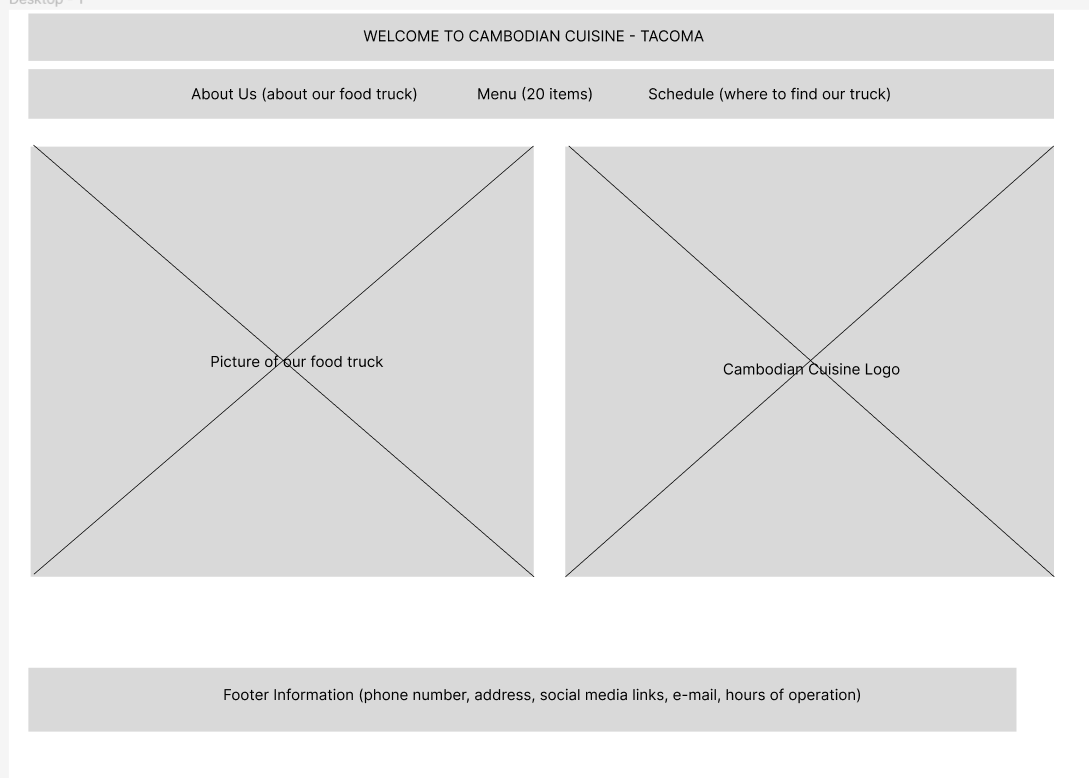 Desktop - 1
WELCOME TO CAMBODIAN CUISINE - TACOMA
About Us (about our food truck) Menu (20 items) Schedule (where to find our truck)
Picture of our food truck
Cambodian Cuisine Logo
Footer Information (phone number, address, social media links, e-mail, hours of operation)